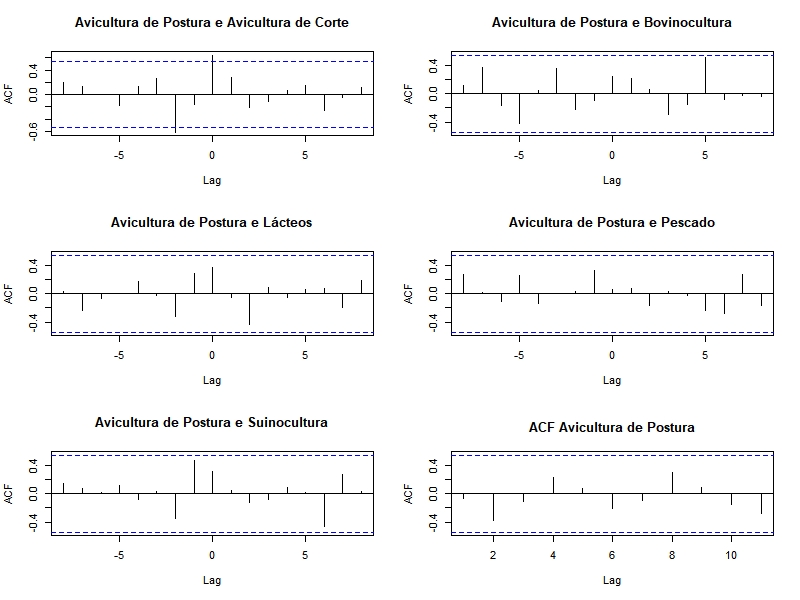 Avicultura de Postura e Avicultura de Corte
ACF
-0.6 0.0 0.4
-5 0 5
Lag
Avicultura de Postura e Bovinocultura
ACF
-0.4 0.0 0.4
-5 0 5
Lag
Avicultura de Postura e Lácteos
ACF
-0.4 0.0 0.4
-5 0 5
Lag
Avicultura de Postura e Pescado
ACF
-0.4 0.0 0.4
-5 0 5
Lag
Avicultura de Postura e Suinocultura
ACF
-0.4 0.0 0.4
-5 0 5
Lag
ACF Avicultura de Postura
ACF
-0.4 0.0 0.4
2 4 6 8 10
Lag